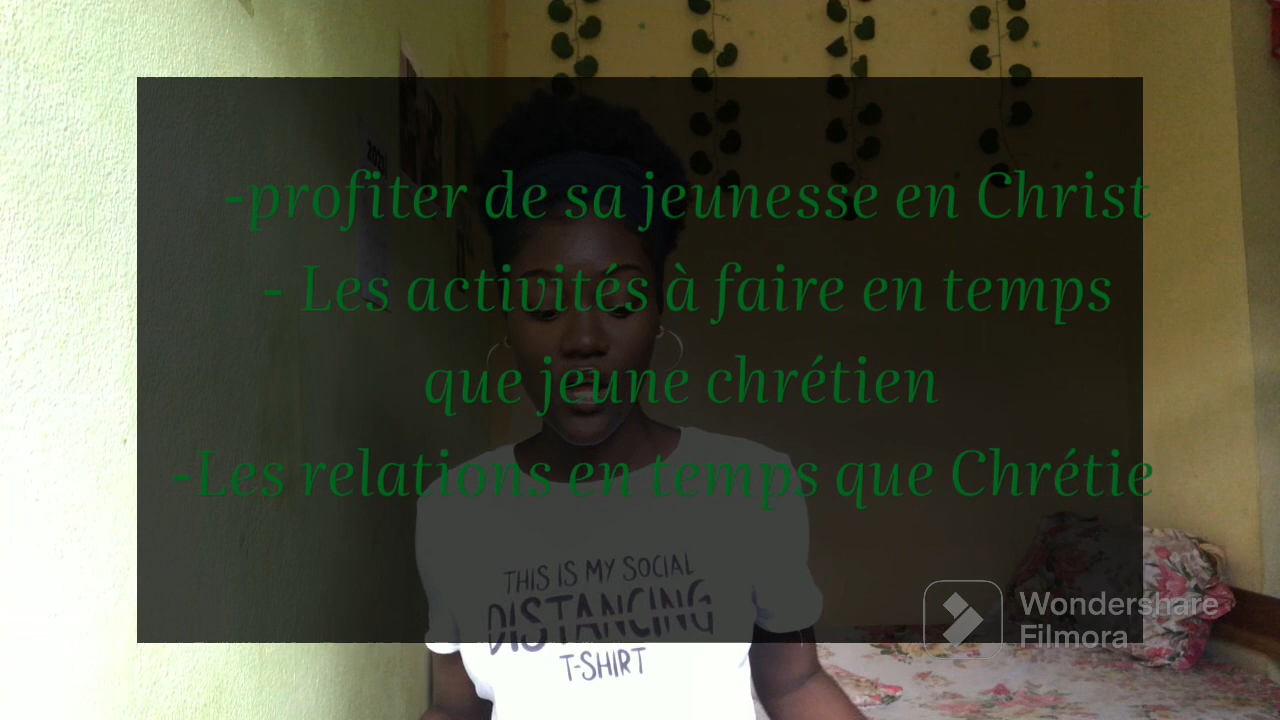 -profiter de sa jeunesse en Christ
- Les activités à faire en temps
que jeune chrétien
-Les relations en temps que Chrétie
THIS IS MY SOCIAL
DISTANCING
T-SHIRT
Wondershare
Filmora